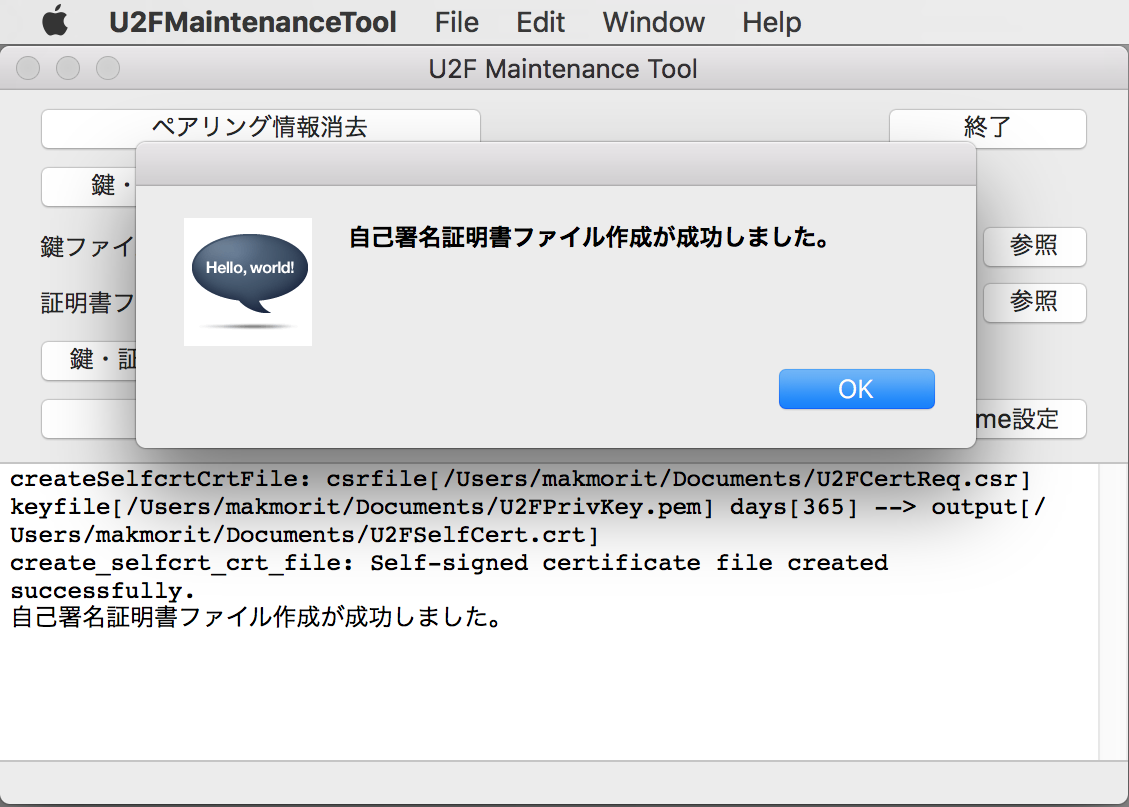 U2FMaintenanceTool File Edit Window Help
U2F Maintenance Tool
ペアリング情報消去 終了
鍵・
自己署名証明書ファイル作成が成功しました。
Hello, world!
鍵ファイ 参照
証明書フ 参照
鍵・証
OK
me設定
createSelfcrtCrtFile: csrfile[/Users/makmorit/Documents/U2FCertReq.csr]
keyfile[/Users/makmorit/Documents/U2FPrivKey.pem] days[365] --> output[/
Users/makmorit/Documents/U2FSelfCert.crt]
create_selfcrt_crt_file: Self-signed certificate file created
successfully.
自己署名証明書ファイル作成が成功しました。